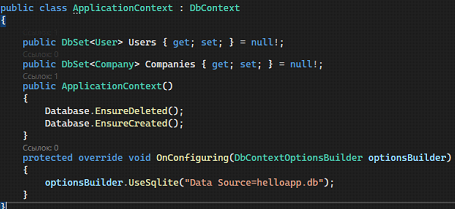 public class ApplicationContext : DbContext
{
public DbSet<User> Users { get; set; } = null!;
Ссылок: 0
public DbSet<Company> Companies { get; set; } = null!;
Ссылок: 1
public ApplicationContext()
{
Database.EnsureDeleted();
Database.EnsureCreated();
}
Ссылок: 0
protected override void OnConfiguring(DbContextOptionsBuilder optionsBuilder)
{
optionsBuilder.UseSqlite("Data Source=helloapp.db");
}
}